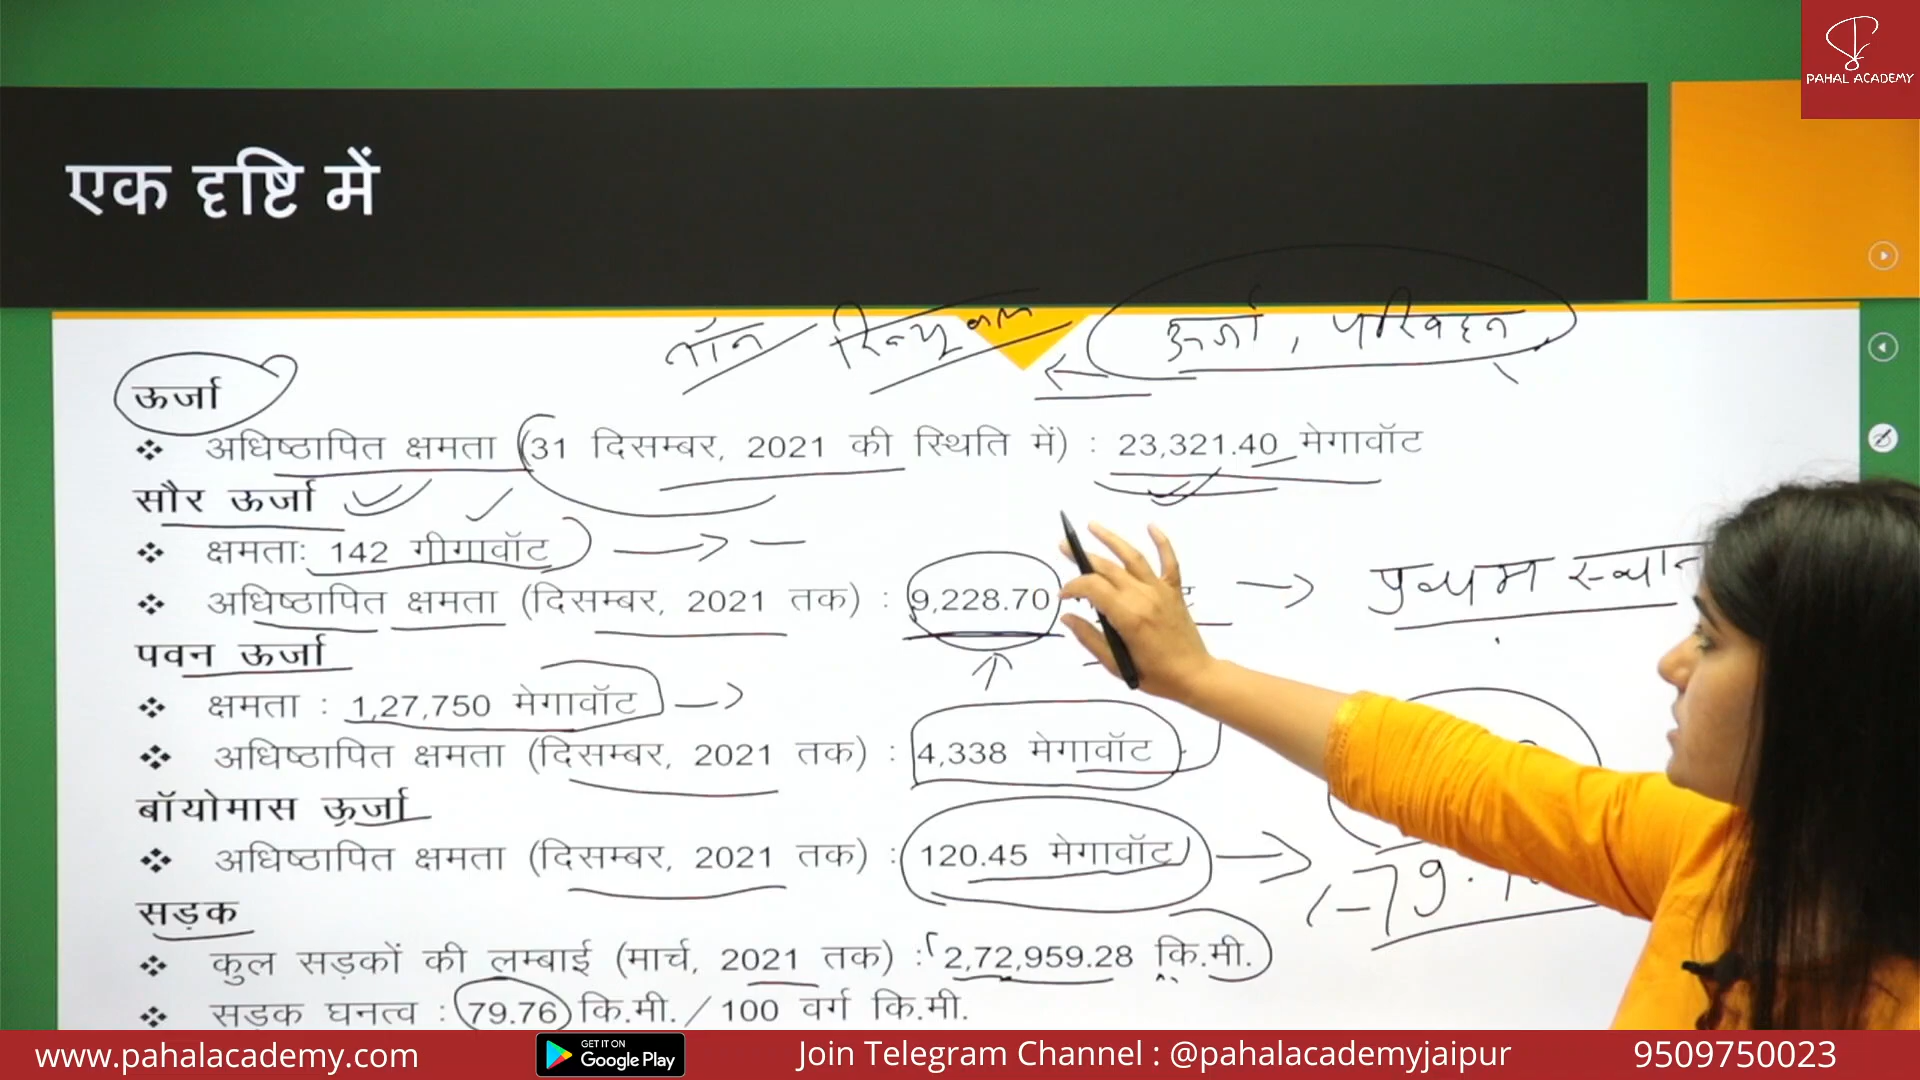 PAHAL ACADEMY
एक दृष्टि में
नॉन रिन्यूएबल
ऊर्जा, परिवहन
ऊर्जा
❖ अधिष्ठापित क्षमता (31 दिसम्बर, 2021 की स्थिति में) : 23,321.40 मेगावॉट
सौर ऊर्जा
❖ क्षमताः 142 गीगावॉट
❖ अधिष्ठापित क्षमता (दिसम्बर, 2021 तक) : 9,228.70
प्रथम स्थान
पवन ऊर्जा
❖ क्षमता : 1,27,750 मेगावॉट
❖ अधिष्ठापित क्षमता (दिसम्बर, 2021 तक) : 4,338 मेगावॉट
बॉयोमास ऊर्जा
❖ अधिष्ठापित क्षमता (दिसम्बर, 2021 तक) : 120.45 मेगावॉट
सड़क
❖ कुल सड़कों की लम्बाई (मार्च, 2021 तक) : 2,72,959.28 कि.मी.
❖ सड़क घनत्व : 79.76 कि.मी. / 100 वर्ग कि.मी.
www.pahalacademy.com
GET IT ON
Google Play
Join Telegram Channel : @pahalacademyjaipur
9509750023